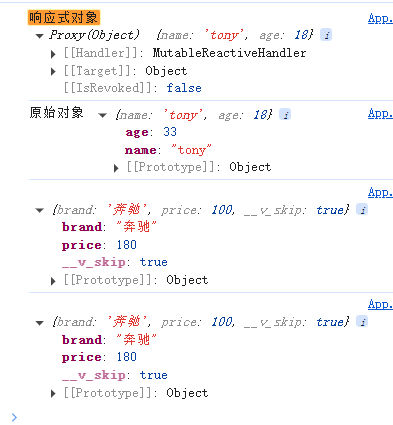 响应式对象 App.
Proxy(Object) {name: 'tony', age: 18} i
[[Handler]]: MutableReactiveHandler
[[Target]]: Object
[[IsRevoked]]: false
原始对象 {name: 'tony', age: 18} i App.
age: 33
name: "tony"
[[Prototype]]: Object
App.
{brand: '奔驰', price: 100, __v_skip: true} i
brand: "奔驰"
price: 180
__v_skip: true
[[Prototype]]: Object
App.
{brand: '奔驰', price: 100, __v_skip: true} i
brand: "奔驰"
price: 180
__v_skip: true
[[Prototype]]: Object